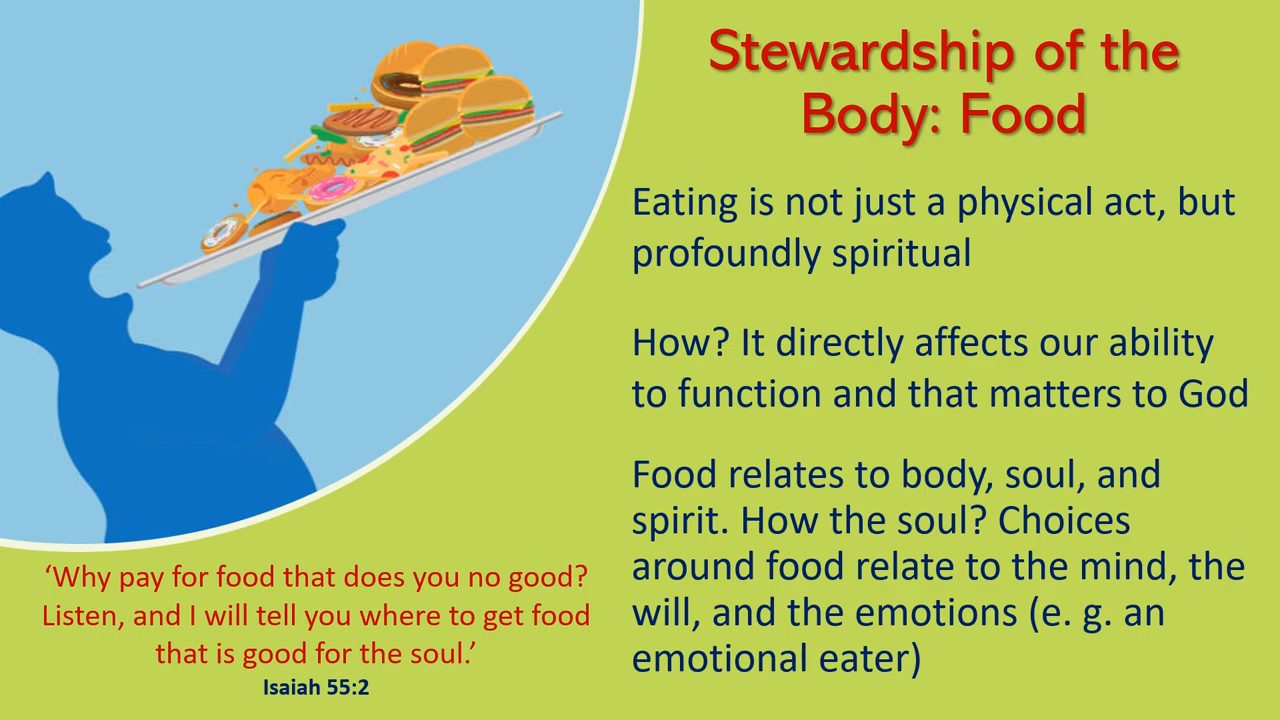 Stewardship of the
Body: Food
Eating is not just a physical act, but
profoundly spiritual
How? It directly affects our ability
to function and that matters to God
Food relates to body, soul, and
spirit. How the soul? Choices
around food relate to the mind, the
will, and the emotions (e. g. an
emotional eater)
‘Why pay for food that does you no good?
Listen, and I will tell you where to get food
that is good for the soul.’
Isaiah 55:2